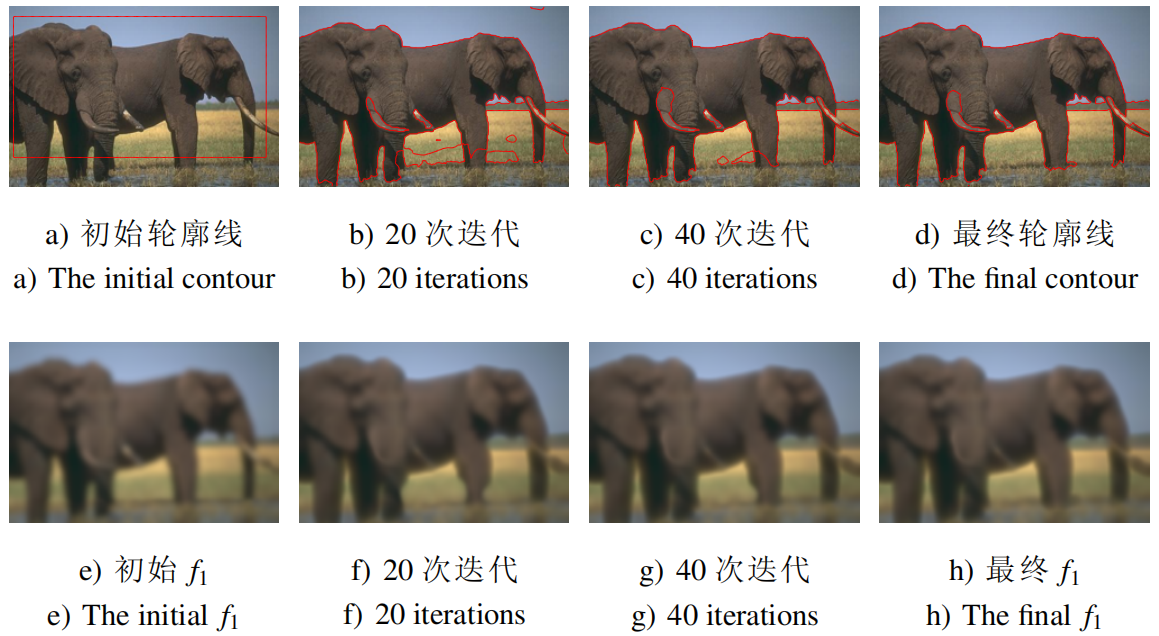 a) 初始轮廓线
b) 20 次迭代
c) 40 次迭代
d) 最终轮廓线
a) The initial contour
b) 20 iterations
c) 40 iterations
d) The final contour
e) 初始 f₁
f) 20 次迭代
g) 40 次迭代
h) 最终 f₁
e) The initial f₁
f) 20 iterations
g) 40 iterations
h) The final f₁